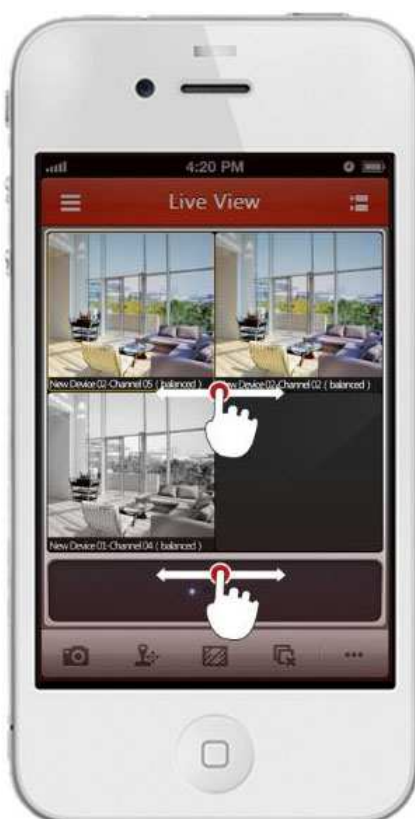 4:20 PM
Live View
New Device 02-Channel 05 ( balanced )
New Device 02-Channel 02 ( balanced )
New Device 01-Channel 04 ( balanced )